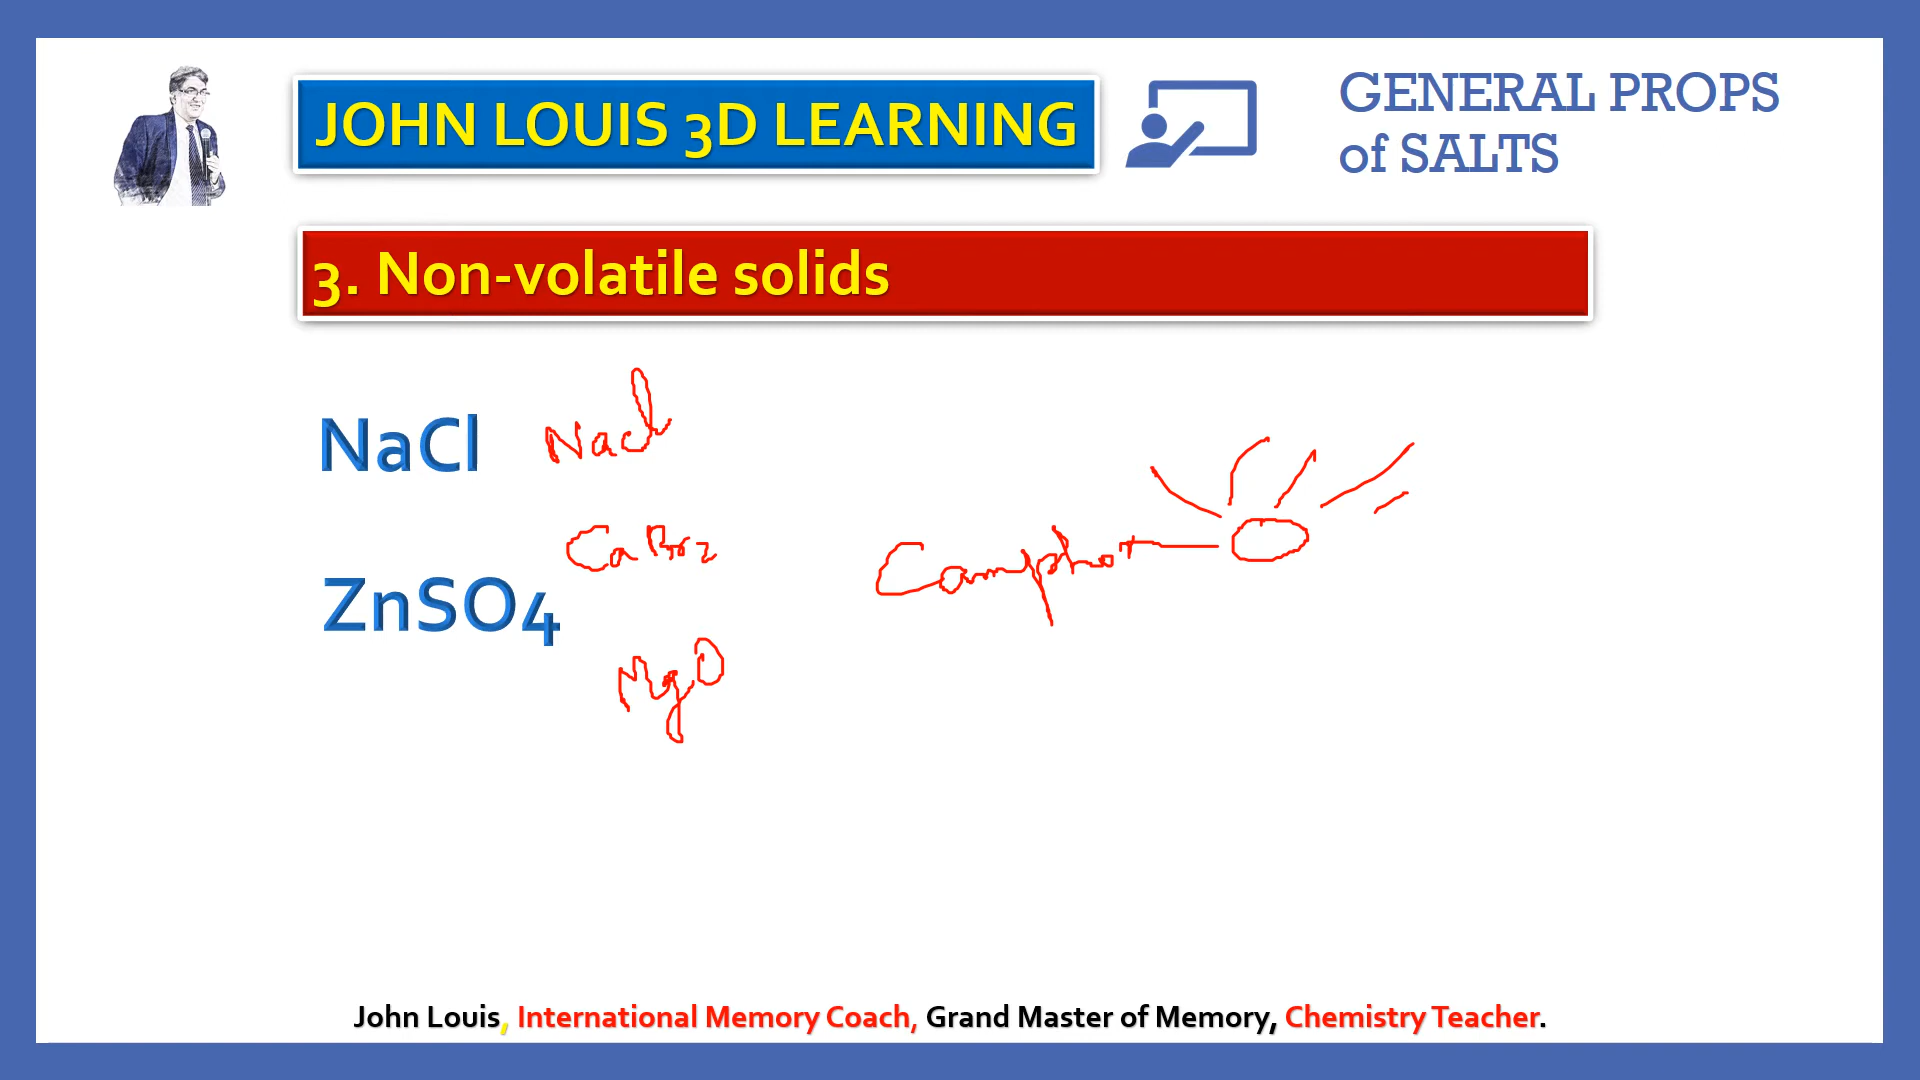 JOHN LOUIS 3D LEARNING
GENERAL PROPS
of SALTS
3. Non-volatile solids
NaCl
Nacl
CaBr2
Camphor
ZnSO4
MgO
John Louis, International Memory Coach, Grand Master of Memory, Chemistry Teacher.